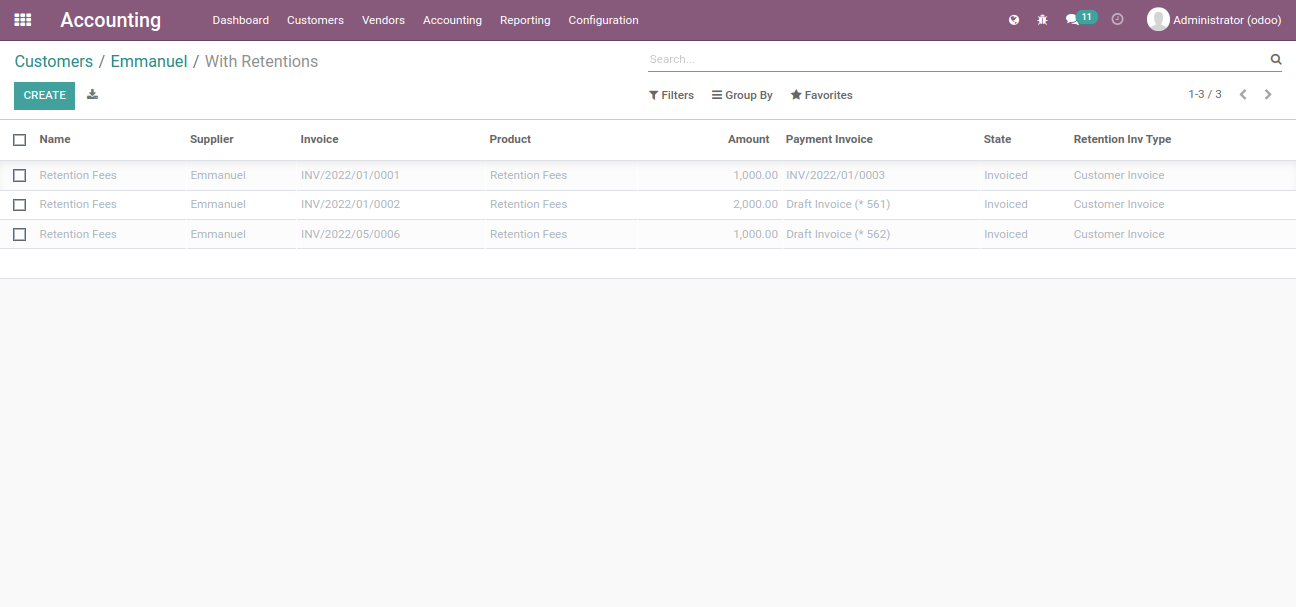 Accounting Dashboard Customers Vendors Accounting Reporting Configuration 11 Administrator (odoo)
Customers / Emmanuel / With Retentions Search...
CREATE Filters Group By Favorites 1-3 / 3
Name Supplier Invoice Product Amount Payment Invoice State Retention Inv Type
Retention Fees Emmanuel INV/2022/01/0001 Retention Fees 1,000.00 INV/2022/01/0003 Invoiced Customer Invoice
Retention Fees Emmanuel INV/2022/01/0002 Retention Fees 2,000.00 Draft Invoice (* 561) Invoiced Customer Invoice
Retention Fees Emmanuel INV/2022/05/0006 Retention Fees 1,000.00 Draft Invoice (* 562) Invoiced Customer Invoice